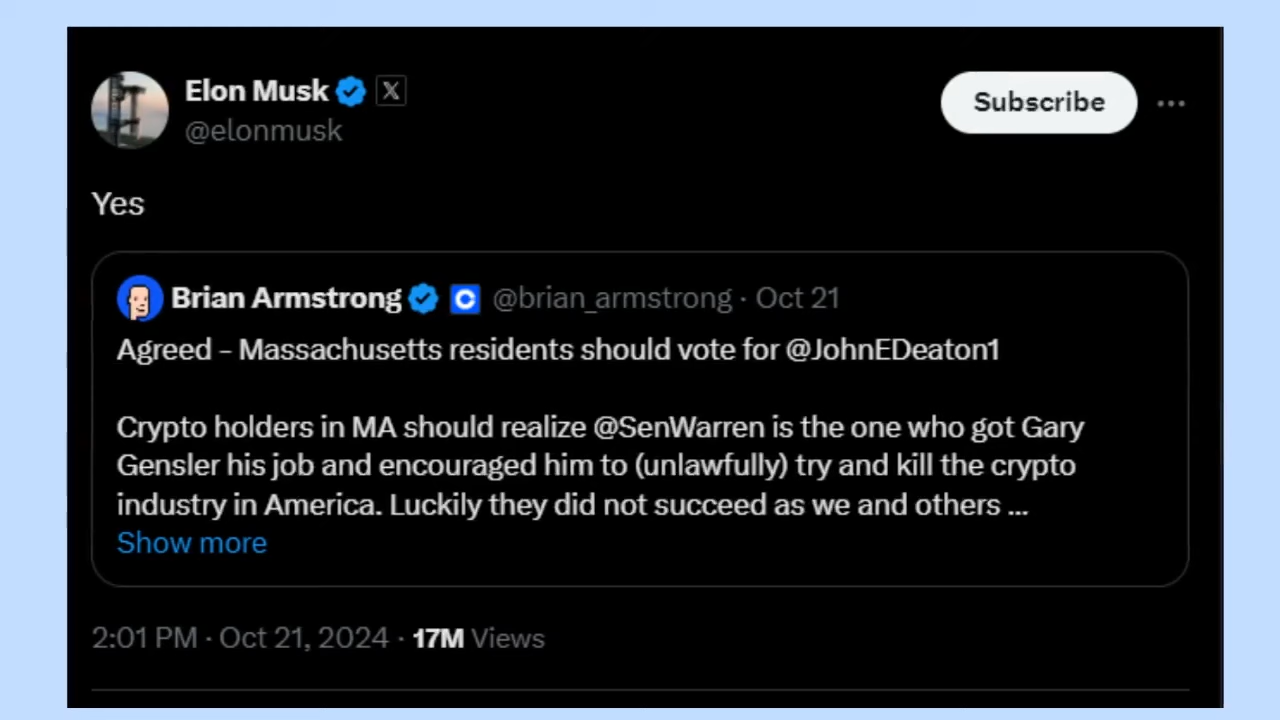 Elon Musk
@elonmusk
Subscribe
Yes
Brian Armstrong @brian_armstrong · Oct 21
Agreed - Massachusetts residents should vote for @JohnEDeaton1
Crypto holders in MA should realize @SenWarren is the one who got Gary
Gensler his job and encouraged him to (unlawfully) try and kill the crypto
industry in America. Luckily they did not succeed as we and others ...
Show more
2:01 PM · Oct 21, 2024 · 17M Views